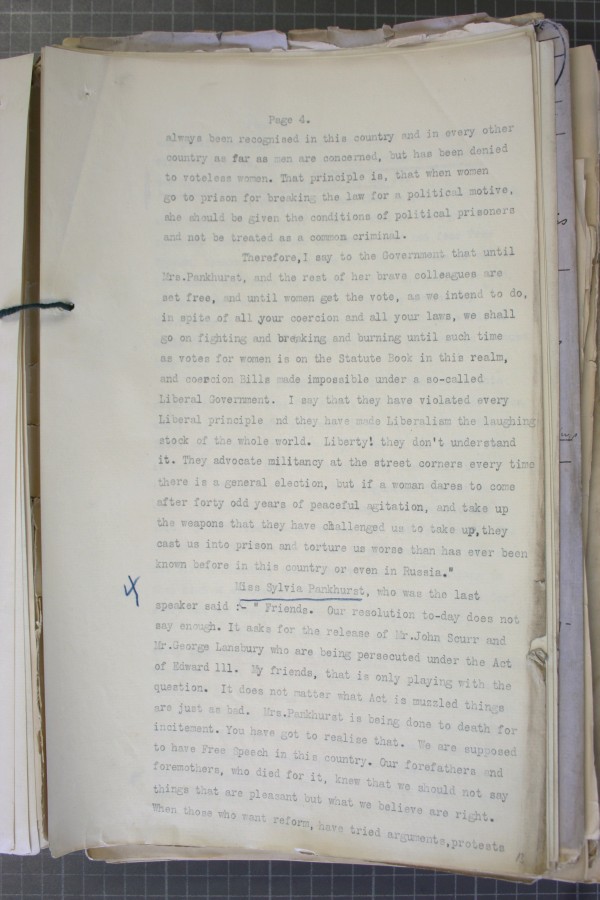 Page 4.
always been recognised in this country and in every other
country as far as men are concerned, but has been denied
to voteless women. That principle is, that when women
go to prison for breaking the law for a political motive,
she should be given the conditions of political prisoners
and not be treated as a common criminal.
Therefore,I say to the Government that until
Mrs.Pankhurst, and the rest of her brave colleagues are
set free, and until women get the vote, as we intend to do,
in spite of all your coercion and all your laws, we shall
go on fighting and breaking and burning until such time
as votes for women is on the Statute Book in this realm,
and coercion Bills made impossible under a so-called
Liberal Government. I say that they have violated every
Liberal principle nd they have made Liberalism the laughing
stock of the whole world. Liberty! they don't understand
it. They advocate militancy at the street corners every time
there is a general election, but if a woman dares to come
after forty odd years of peaceful agitation, and take up
the weapons that they have challenged us to take up,they
cast us into prison and torture us worse than has ever been
known before in this country or even in Russia."
Miss Sylvia Pankhurst, who was the last
speaker said :- " Friends. Our resolution to-day does not
say enough. It asks for the release of Mr.John Scurr and
Mr.George Lansbury who are being persecuted under the Act
of Edward 111. My friends, that is only playing with the
question. It does not matter what Act is muzzled things
are just as bad. Mrs.Pankhurst is being done to death for
incitement. You have got to realise that. We are supposed
to have Free Speech in this country. Our forefathers and
foremothers, who died for it, knew that we should not say
things that are pleasant but what we believe are right.
When those who want reform, have tried arguments,protests